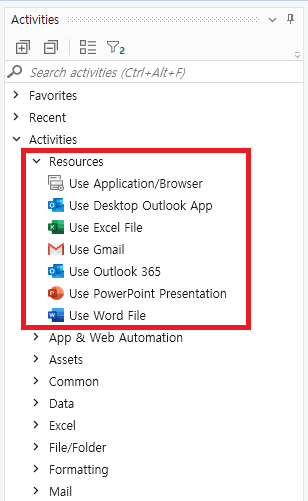 Activities
2
Search activities (Ctrl+Alt+F)
Favorites
Recent
Activities
Resources
Use Application/Browser
Use Desktop Outlook App
Use Excel File
Use Gmail
Use Outlook 365
Use PowerPoint Presentation
Use Word File
App & Web Automation
Assets
Common
Data
Excel
File/Folder
Formatting
Mail